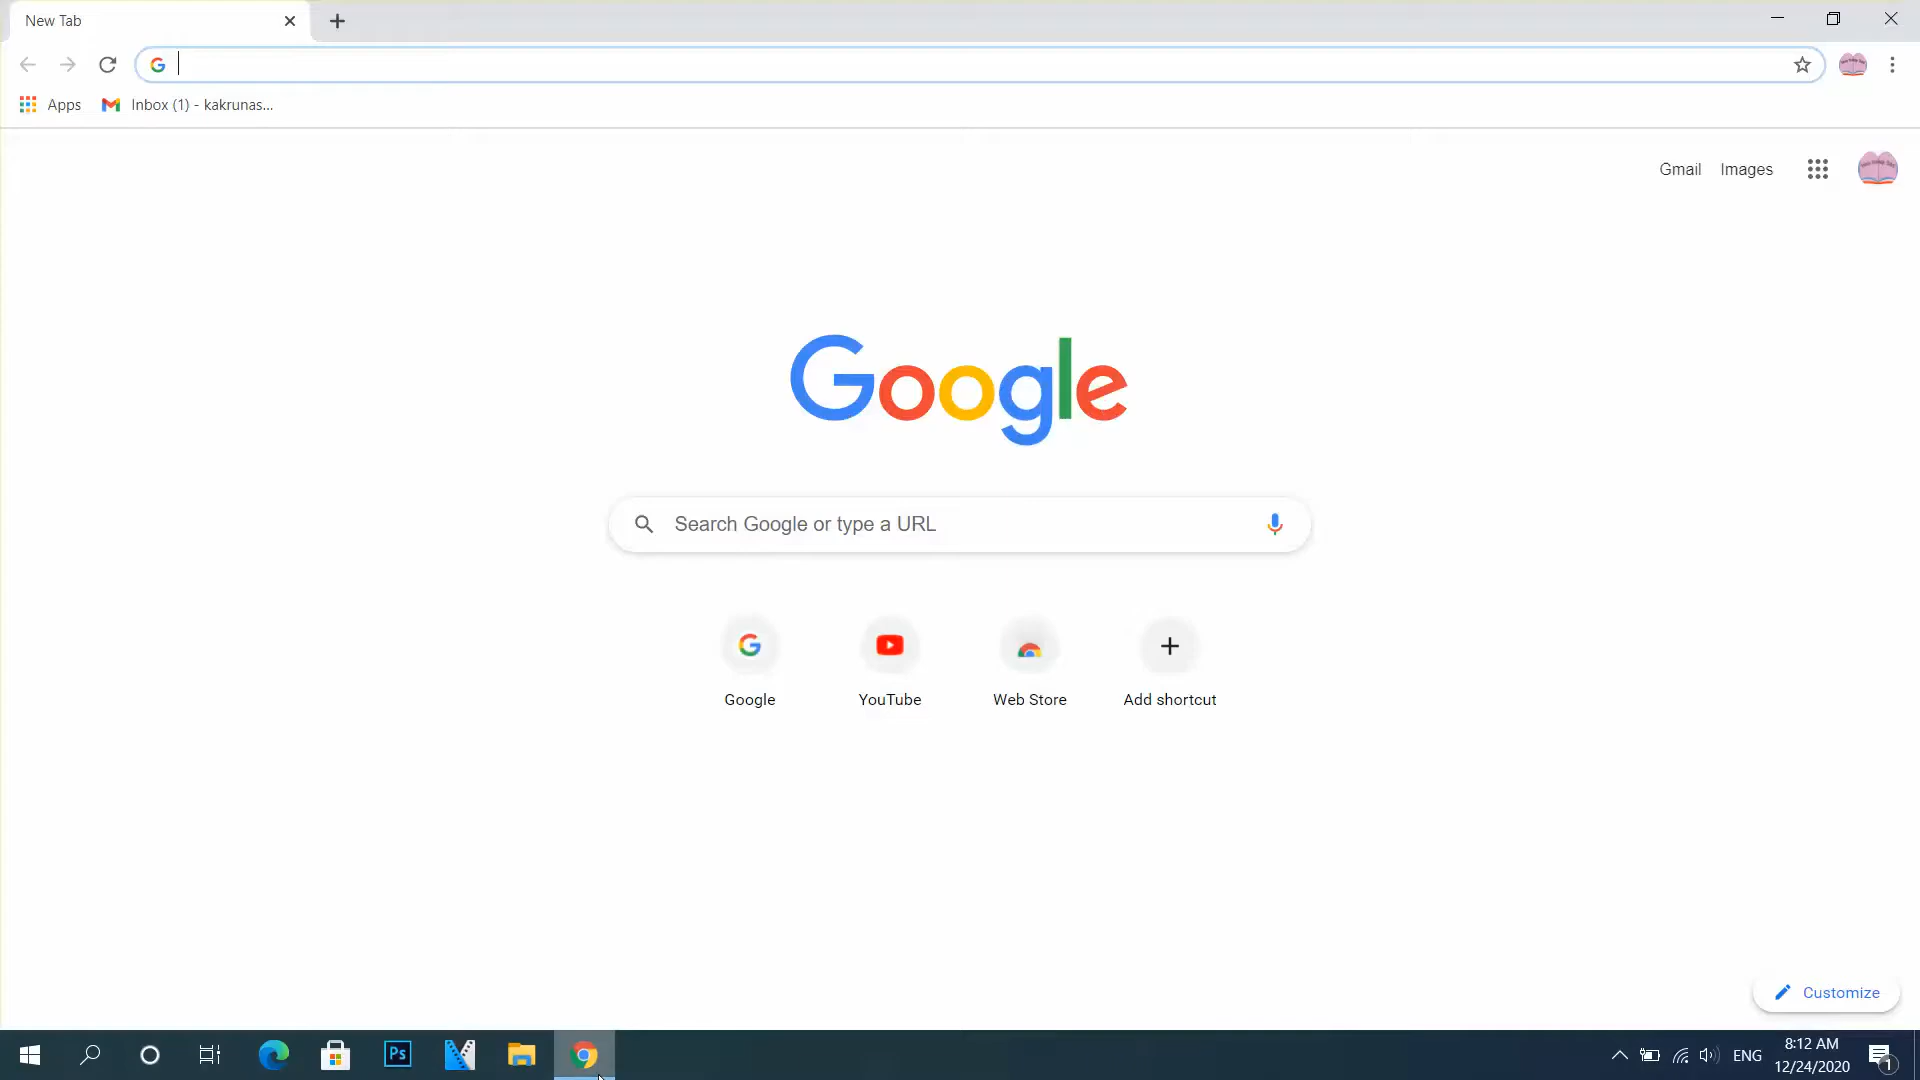 New Tab
Apps
Inbox (1) - kakrunas...
Gmail
Images
Google
Search Google or type a URL
Google
YouTube
Web Store
Add shortcut
Customize
Ps
ENG
8:12 AM
12/24/2020
1